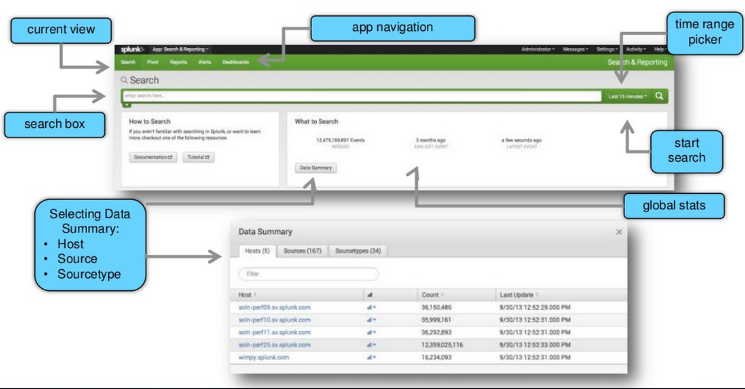 current view
app navigation
time range
picker
splunk> App: Search & Reporting
Administrator Messages Settings Activity Help
Search Pivot Reports Alerts Dashboards
Search & Reporting
Search
enter search here...
Last 15 minutes
search box
How to Search
If you aren't familiar with searching in Splunk, or want to learn
more, checkout one of the following resources.
Documentation
Tutorial
What to Search
12,475,169,897 Events
INDEXED
3 months ago
EARLIEST EVENT
a few seconds ago
LATEST EVENT
Data Summary
start
search
global stats
Selecting Data
Summary:
• Host
• Source
• Sourcetype
Data Summary
Hosts (5) Sources (167) Sourcetypes (34)
filter
Host Count Last Update
soln-perf09.sv.splunk.com 36,150,486 9/30/13 12:52:29.000 PM
soln-perf10.sv.splunk.com 35,999,161 9/30/13 12:52:31.000 PM
soln-perf11.sv.splunk.com 36,292,893 9/30/13 12:52:31.000 PM
soln-perf25.sv.splunk.com 12,359,025,116 9/30/13 12:52:33.000 PM
wimpy.splunk.com 16,234,093 9/30/13 12:52:31.000 PM